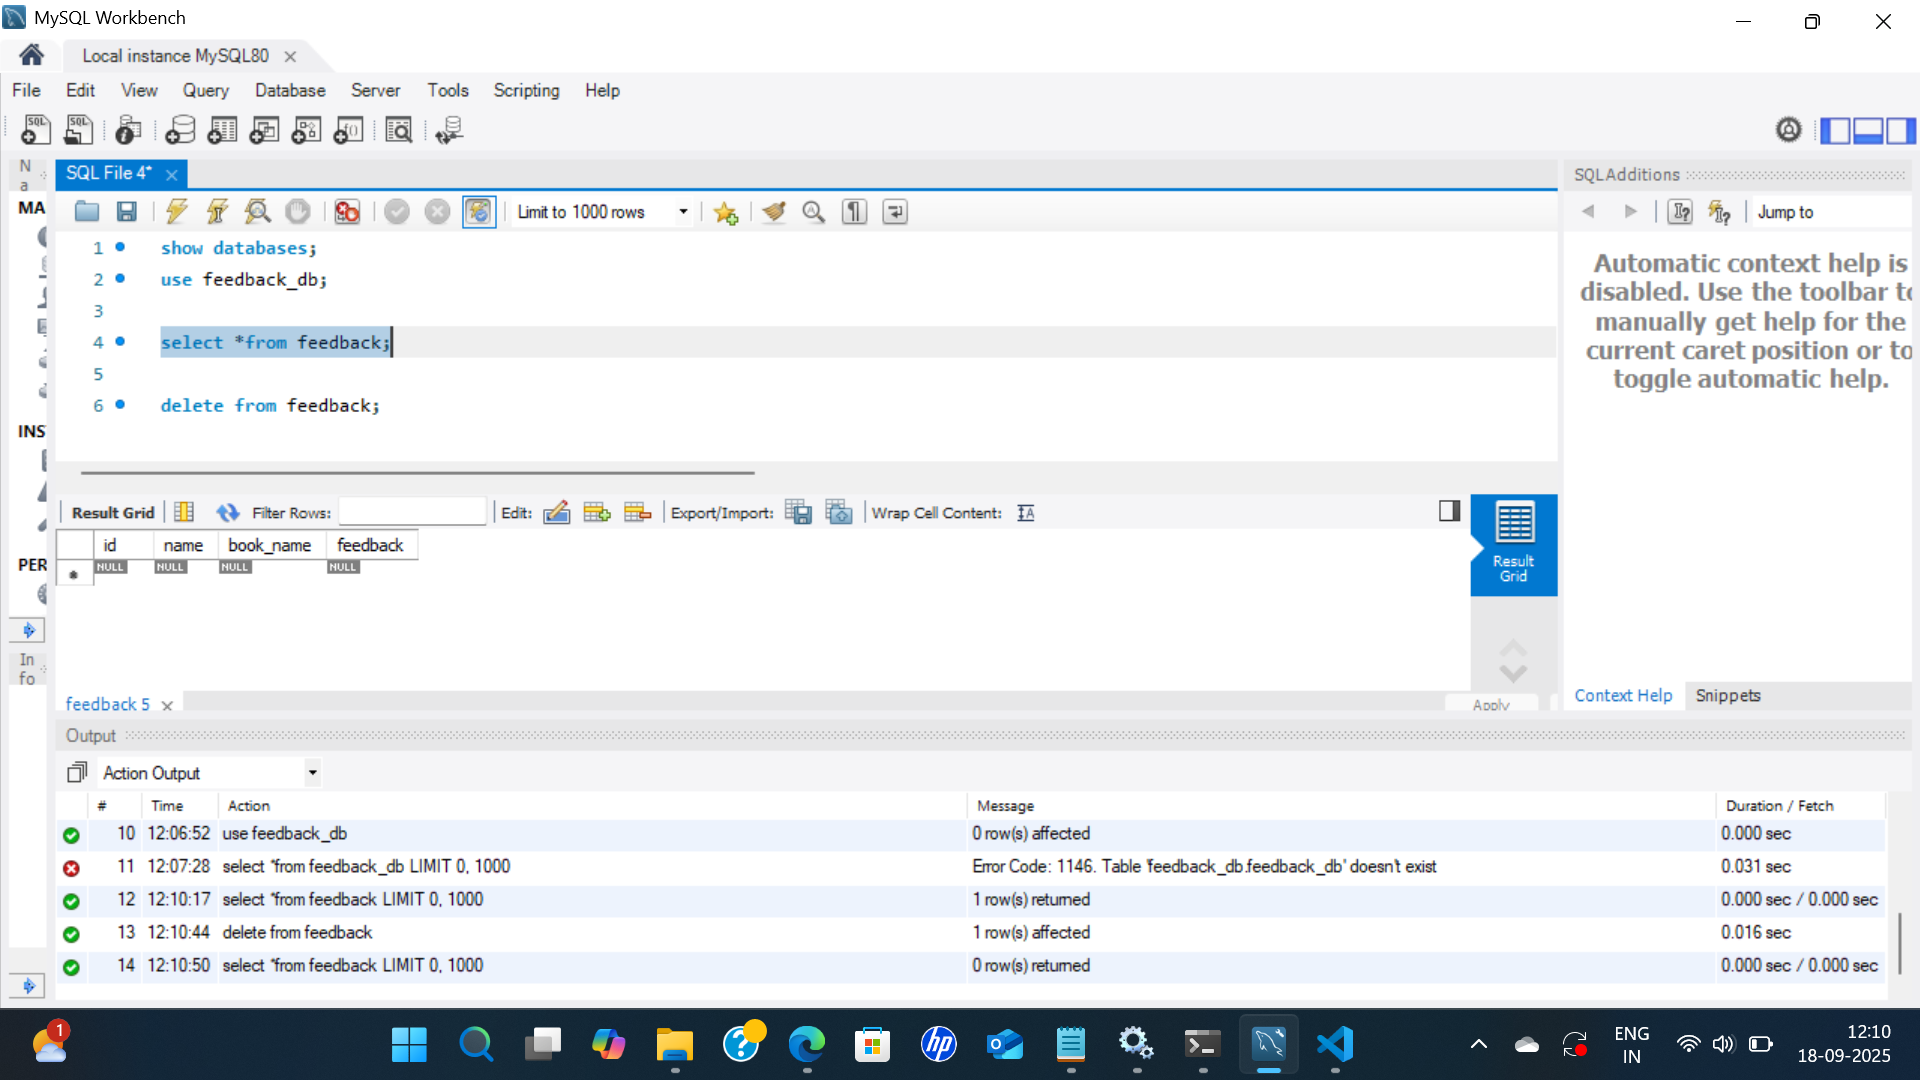 MySQL Workbench
Local instance MySQL80
File Edit View Query Database Server Tools Scripting Help
N
a
MA
INS
PER
In
fo
SQL File 4*
Limit to 1000 rows
1 show databases;
2 use feedback_db;
3
4 select *from feedback;
5
6 delete from feedback;
SQLAdditions
Jump to
Automatic context help is
disabled. Use the toolbar to
manually get help for the
current caret position or to
toggle automatic help.
Result Grid Filter Rows: Edit: Export/Import: Wrap Cell Content:
id name book_name feedback
NULL NULL NULL NULL
Result
Grid
feedback 5
Apply
Context Help Snippets
Output
Action Output
# Time Action Message Duration / Fetch
10 12:06:52 use feedback_db 0 row(s) affected 0.000 sec
11 12:07:28 select *from feedback_db LIMIT 0, 1000 Error Code: 1146. Table 'feedback_db.feedback_db' doesn't exist 0.031 sec
12 12:10:17 select *from feedback LIMIT 0, 1000 1 row(s) returned 0.000 sec / 0.000 sec
13 12:10:44 delete from feedback 1 row(s) affected 0.016 sec
14 12:10:50 select *from feedback LIMIT 0, 1000 0 row(s) returned 0.000 sec / 0.000 sec
1
hp
ENG
IN
12:10
18-09-2025